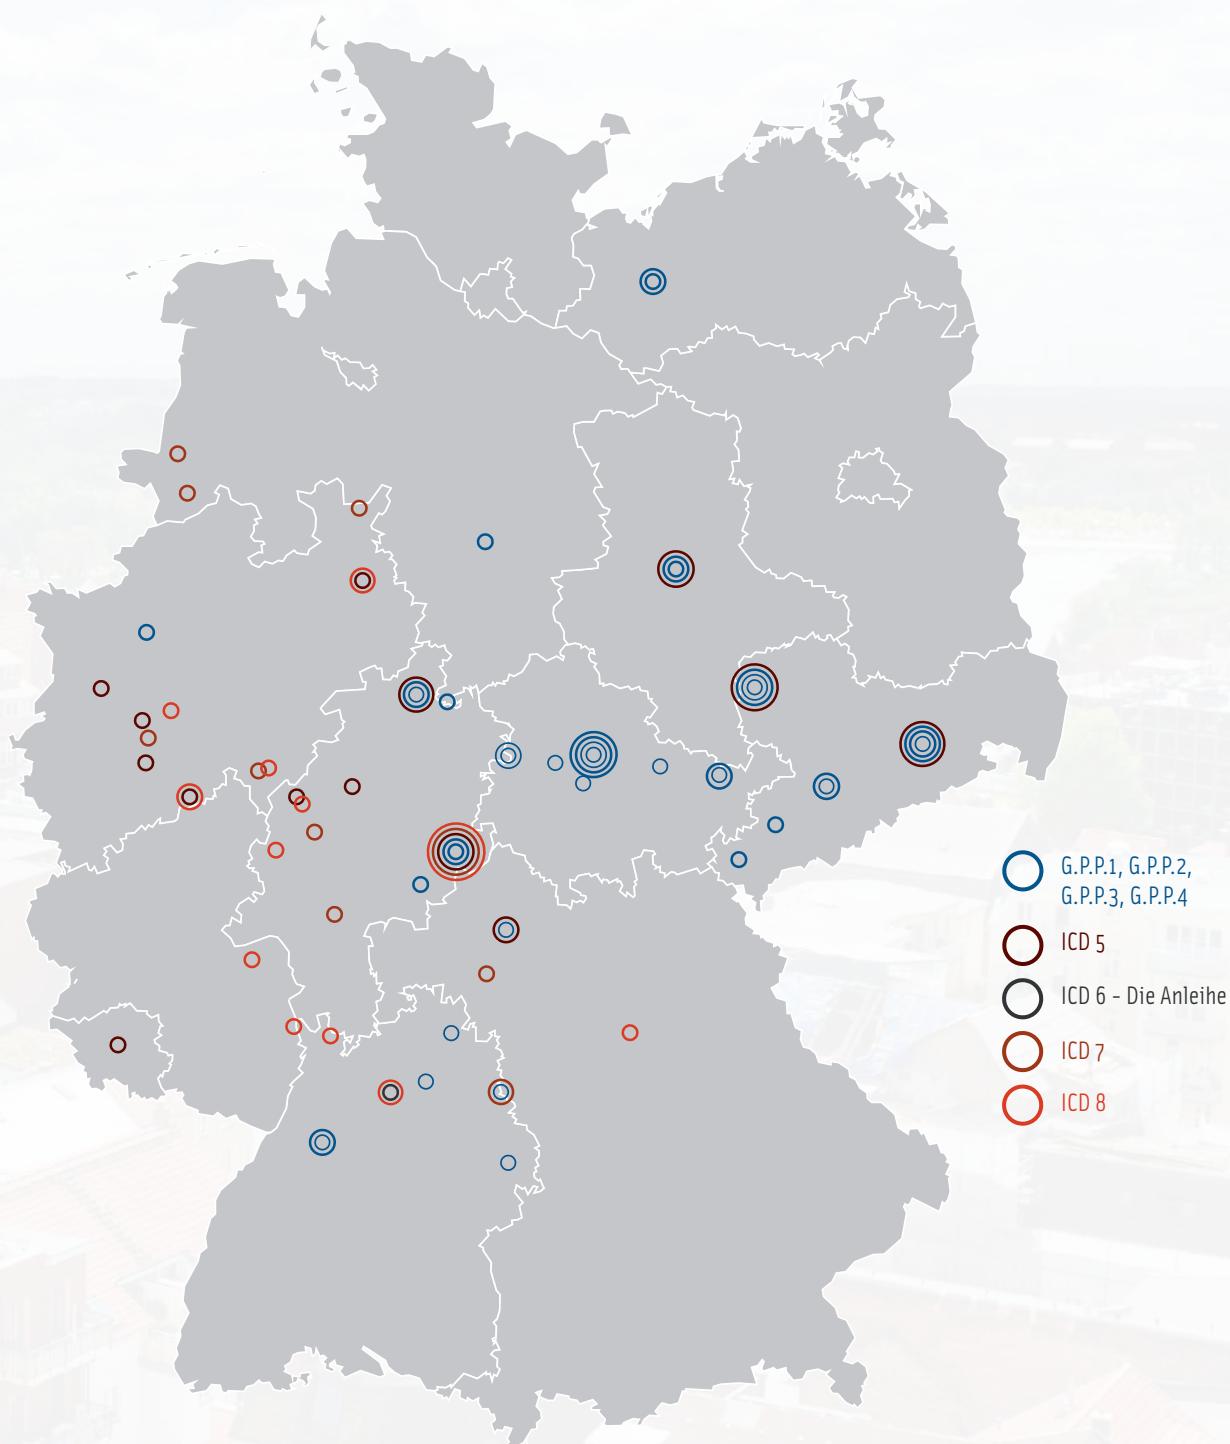 G.P.P.1, G.P.P.2,
G.P.P.3, G.P.P.4
ICD 5
ICD 6 - Die Anleihe
ICD 7
ICD 8